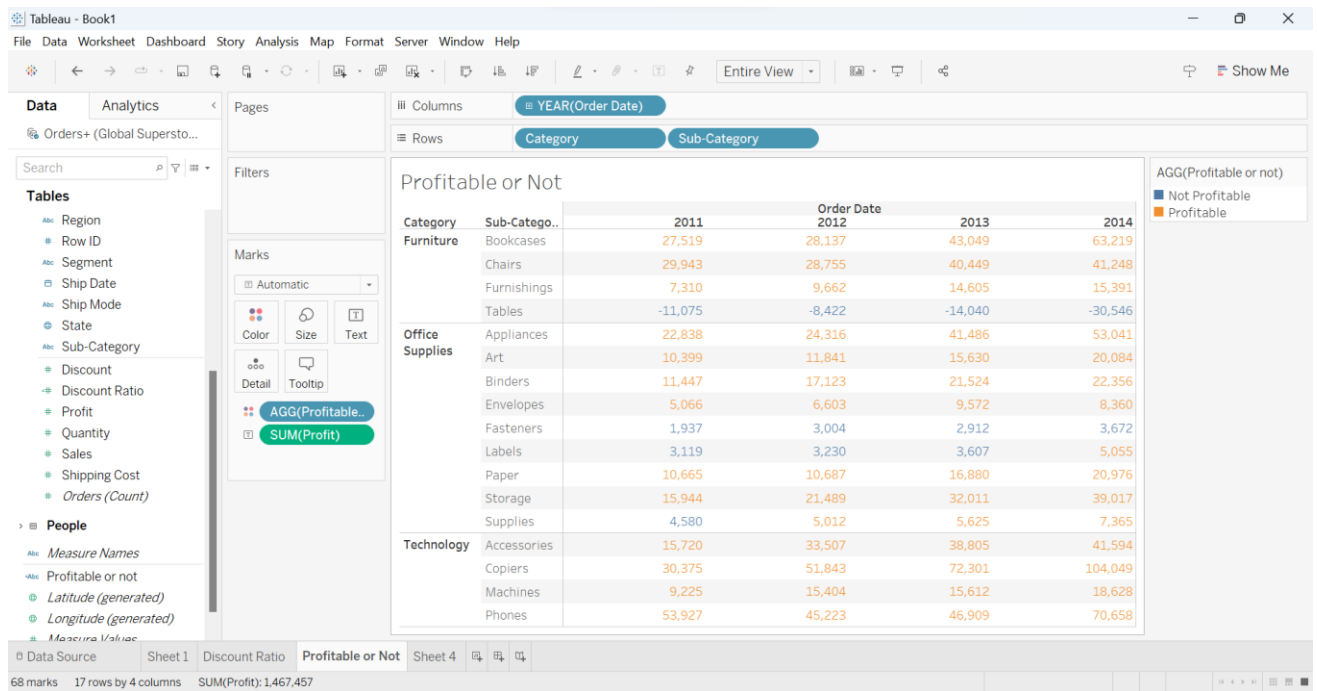 Tableau - Book1
File Data Worksheet Dashboard Story Analysis Map Format Server Window Help
Entire View
Show Me
Data Analytics
Orders+ (Global Supersto...
Search
Tables
Abc Region
# Row ID
Abc Segment
Ship Date
Abc Ship Mode
State
Abc Sub-Category
# Discount
=# Discount Ratio
# Profit
# Quantity
# Sales
# Shipping Cost
# Orders (Count)
People
Abc Measure Names
=Abc Profitable or not
Latitude (generated)
Longitude (generated)
# Measure Values
Pages
Filters
Marks
Automatic
Color Size Text
Detail Tooltip
AGG(Profitable..
SUM(Profit)
Columns YEAR(Order Date)
Rows Category Sub-Category
Profitable or Not
Order Date
Category Sub-Catego.. 2011 2012 2013 2014
Furniture Bookcases 27,519 28,137 43,049 63,219
Chairs 29,943 28,755 40,449 41,248
Furnishings 7,310 9,662 14,605 15,391
Tables -11,075 -8,422 -14,040 -30,546
Office Supplies Appliances 22,838 24,316 41,486 53,041
Art 10,399 11,841 15,630 20,084
Binders 11,447 17,123 21,524 22,356
Envelopes 5,066 6,603 9,572 8,360
Fasteners 1,937 3,004 2,912 3,672
Labels 3,119 3,230 3,607 5,055
Paper 10,665 10,687 16,880 20,976
Storage 15,944 21,489 32,011 39,017
Supplies 4,580 5,012 5,625 7,365
Technology Accessories 15,720 33,507 38,805 41,594
Copiers 30,375 51,843 72,301 104,049
Machines 9,225 15,404 15,612 18,628
Phones 53,927 45,223 46,909 70,658
AGG(Profitable or not)
Not Profitable
Profitable
Data Source Sheet 1 Discount Ratio Profitable or Not Sheet 4
68 marks 17 rows by 4 columns SUM(Profit): 1,467,457